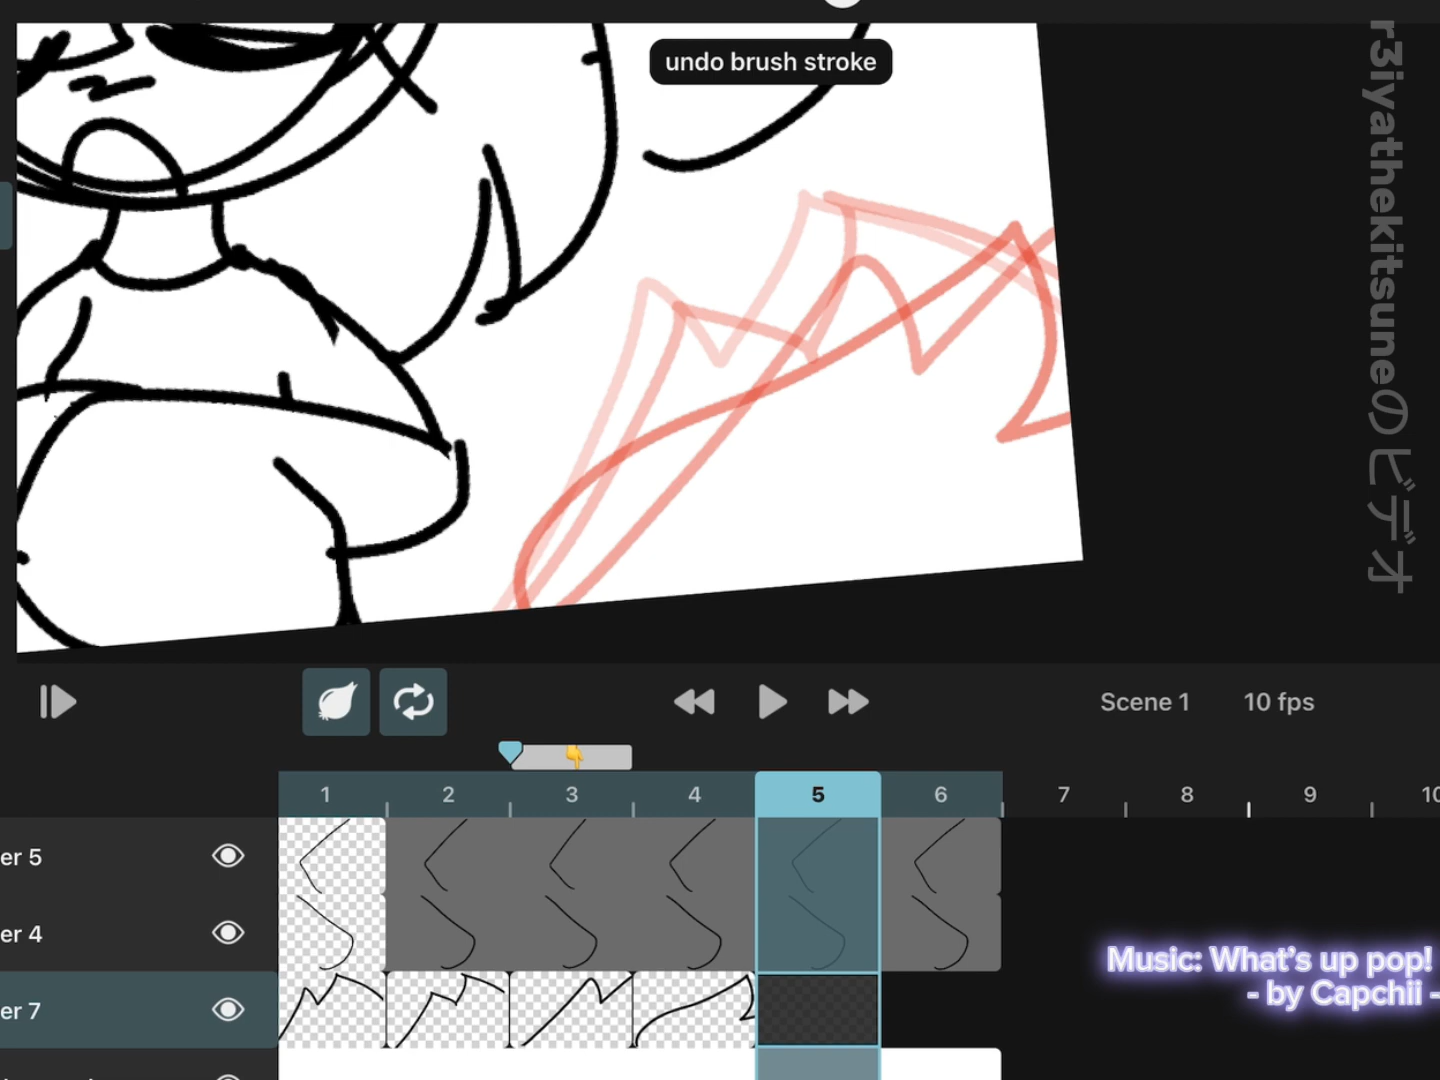 undo brush stroke
r3iyathekitsuneのビデオ
Scene 1
10 fps
1 2 3 4 5 6 7 8 9 10
er 5
er 4
er 7
Music: What's up pop!
- by Capchii -